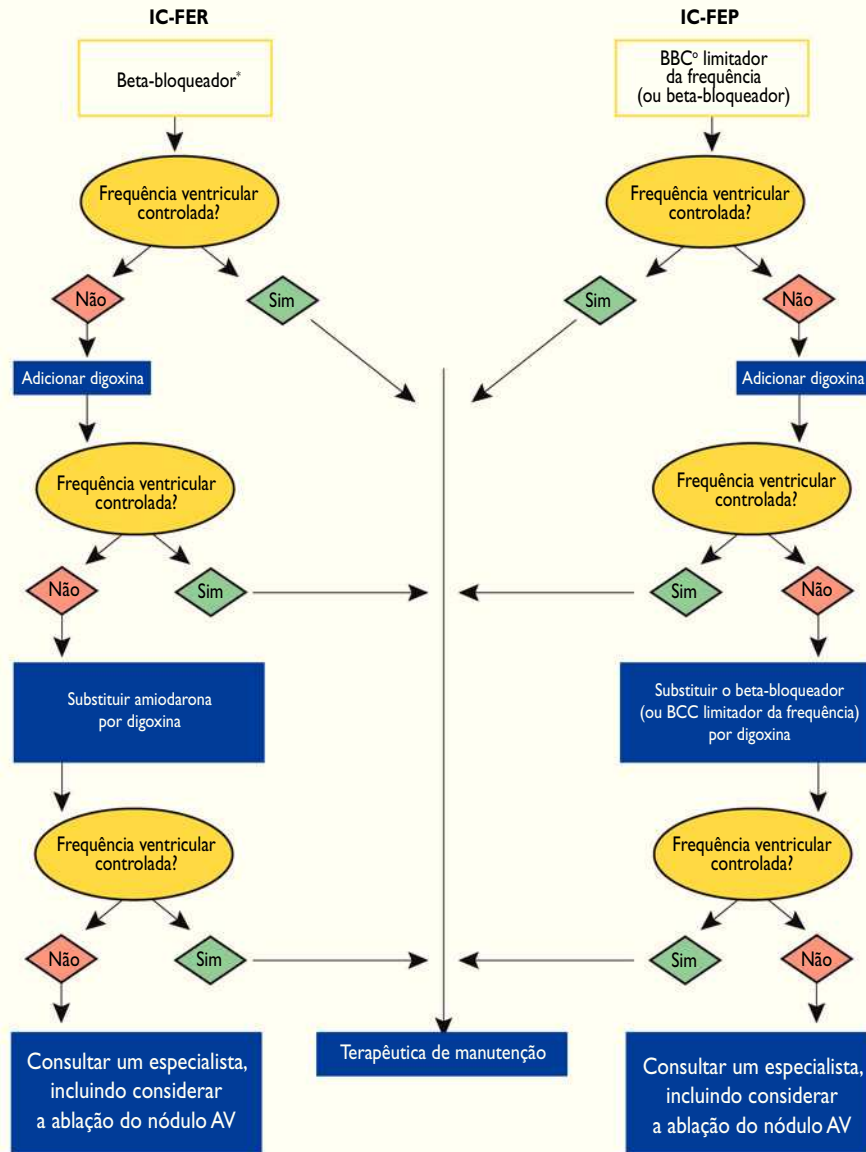 IC-FER
IC-FEP
Beta-bloqueador*
BBCº limitador
da frequência
(ou beta-bloqueador)
Frequência ventricular
controlada?
Frequência ventricular
controlada?
Não
Sim
Sim
Não
Adicionar digoxina
Adicionar digoxina
Frequência ventricular
controlada?
Frequência ventricular
controlada?
Não
Sim
Sim
Não
Substituir amiodarona
por digoxina
Substituir o beta-bloqueador
(ou BCC limitador da frequência)
por digoxina
Frequência ventricular
controlada?
Frequência ventricular
controlada?
Não
Sim
Sim
Não
Consultar um especialista,
incluindo considerar
a ablação do nódulo AV
Terapêutica de manutenção
Consultar um especialista,
incluindo considerar
a ablação do nódulo AV